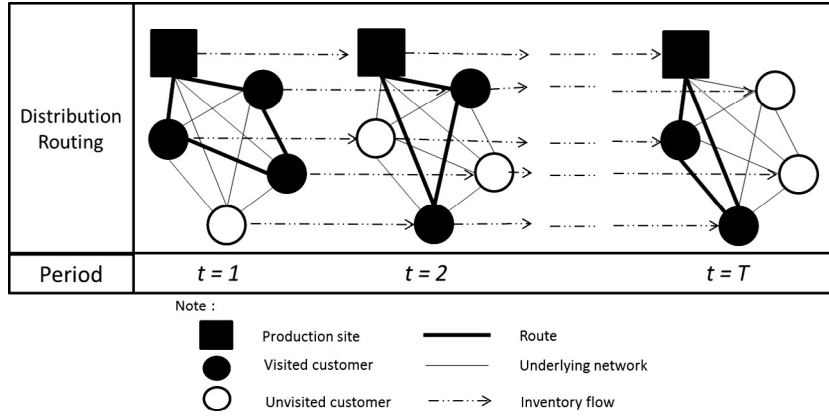 Distribution
Routing
Period
t = 1
t = 2
t = T
Note :
Production site
Route
Visited customer
Underlying network
Unvisited customer
Inventory flow